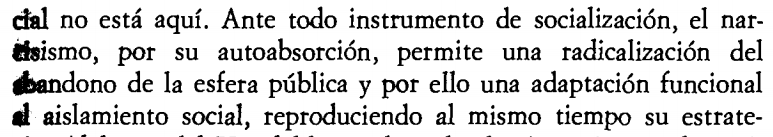 cial no está aquí. Ante todo instrumento de socialización, el nar-
cisismo, por su autoabsorción, permite una radicalización del
abandono de la esfera pública y por ello una adaptación funcional
al aislamiento social, reproduciendo al mismo tiempo su estrate-